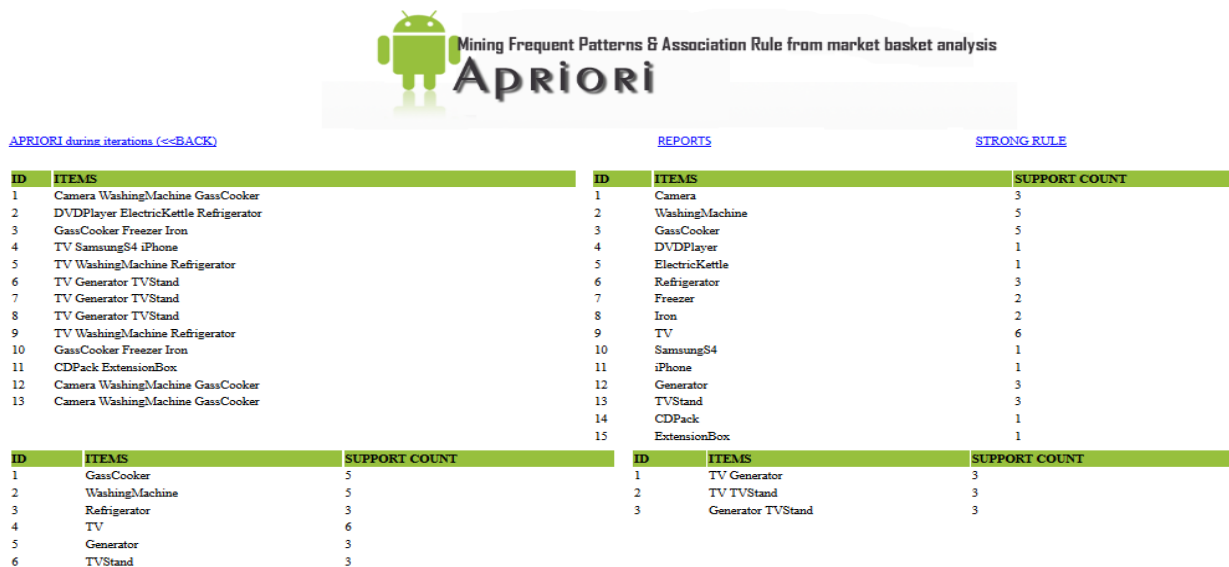 Mining Frequent Patterns & Association Rule from market basket analysis
Apriori
APRIORI during iterations (<<BACK) REPORTS STRONG RULE
ID ITEMS
1 Camera WashingMachine GassCooker
2 DVDPlayer ElectricKettle Refrigerator
3 GassCooker Freezer Iron
4 TV SamsungS4 iPhone
5 TV WashingMachine Refrigerator
6 TV Generator TVStand
7 TV Generator TVStand
8 TV Generator TVStand
9 TV WashingMachine Refrigerator
10 GassCooker Freezer Iron
11 CDPack ExtensionBox
12 Camera WashingMachine GassCooker
13 Camera WashingMachine GassCooker
ID ITEMS SUPPORT COUNT
1 Camera 3
2 WashingMachine 5
3 GassCooker 5
4 DVDPlayer 1
5 ElectricKettle 1
6 Refrigerator 3
7 Freezer 2
8 Iron 2
9 TV 6
10 SamsungS4 1
11 iPhone 1
12 Generator 3
13 TVStand 3
14 CDPack 1
15 ExtensionBox 1
ID ITEMS SUPPORT COUNT
1 GassCooker 5
2 WashingMachine 5
3 Refrigerator 3
4 TV 6
5 Generator 3
6 TVStand 3
ID ITEMS SUPPORT COUNT
1 TV Generator 3
2 TV TVStand 3
3 Generator TVStand 3